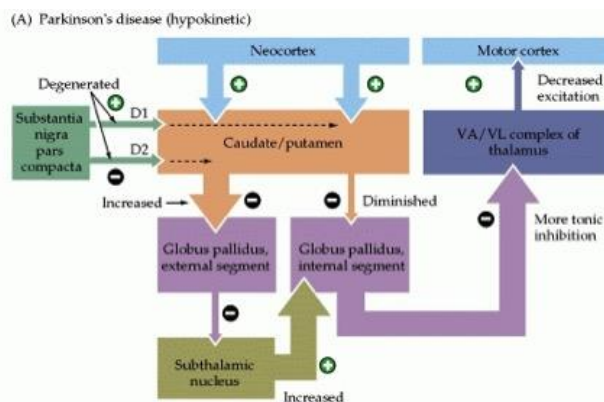 (A) Parkinson's disease (hypokinetic)
Neocortex
Motor cortex
Degenerated
+
+
+
+
Decreased
excitation
Substantia
nigra
pars
compacta
D1
D2
−
Caudate/putamen
VA/VL complex of
thalamus
Increased
−
−
Diminished
−
More tonic
inhibition
Globus pallidus,
external segment
Globus pallidus,
internal segment
−
Subthalamic
nucleus
+
Increased